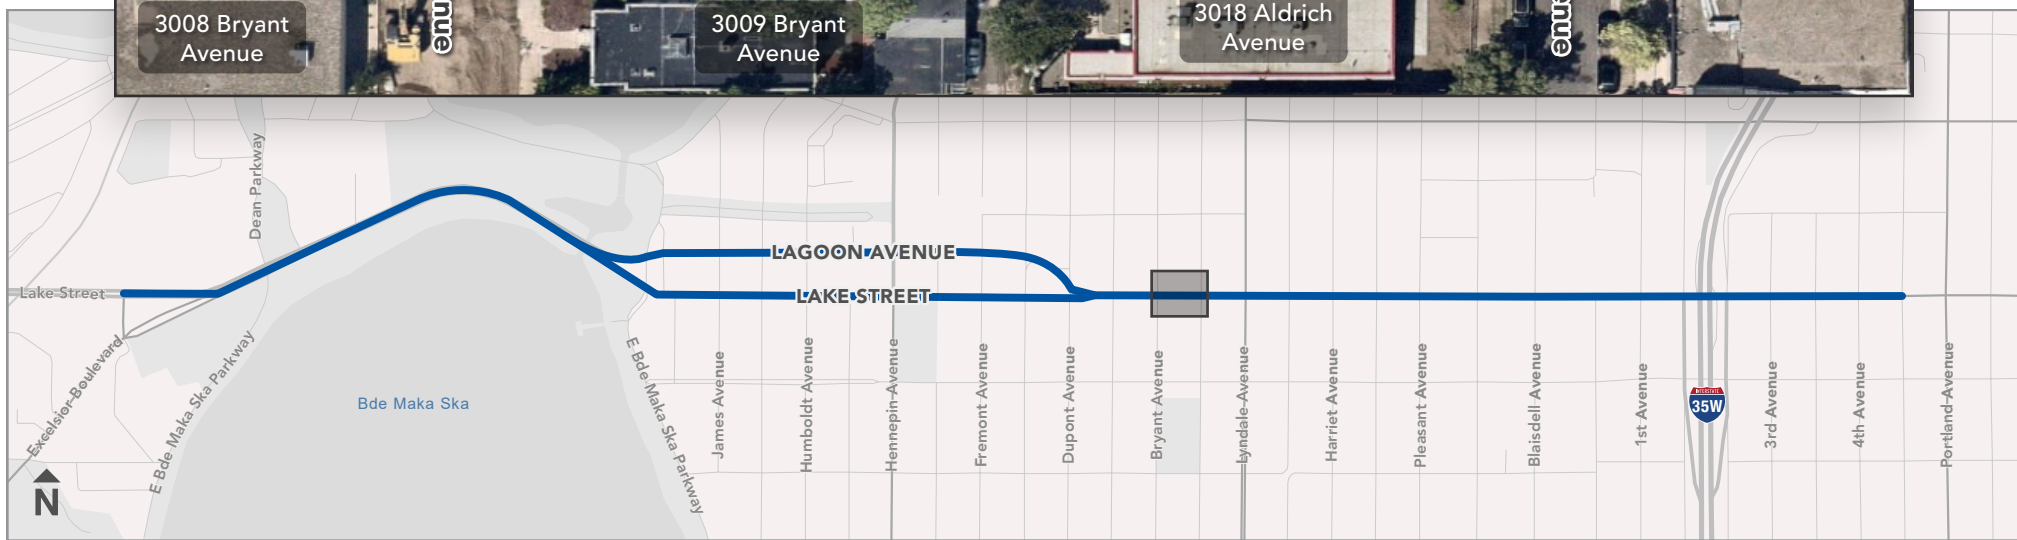 3008 Bryant
Avenue
nue
3009 Bryant
Avenue
3018 Aldrich
Avenue
nue
Dean Parkway
LAGOON AVENUE
Lake Street
LAKE STREET
Excelsior Boulevard
E Bde Maka Ska Parkway
Bde Maka Ska
E Bde Maka Ska Parkway
James Avenue
Humboldt Avenue
Hennepin Avenue
Fremont Avenue
Dupont Avenue
Bryant Avenue
Lyndale Avenue
Harriet Avenue
Pleasant Avenue
Blaisdell Avenue
1st Avenue
INTERSTATE
35W
3rd Avenue
4th Avenue
Portland Avenue
N